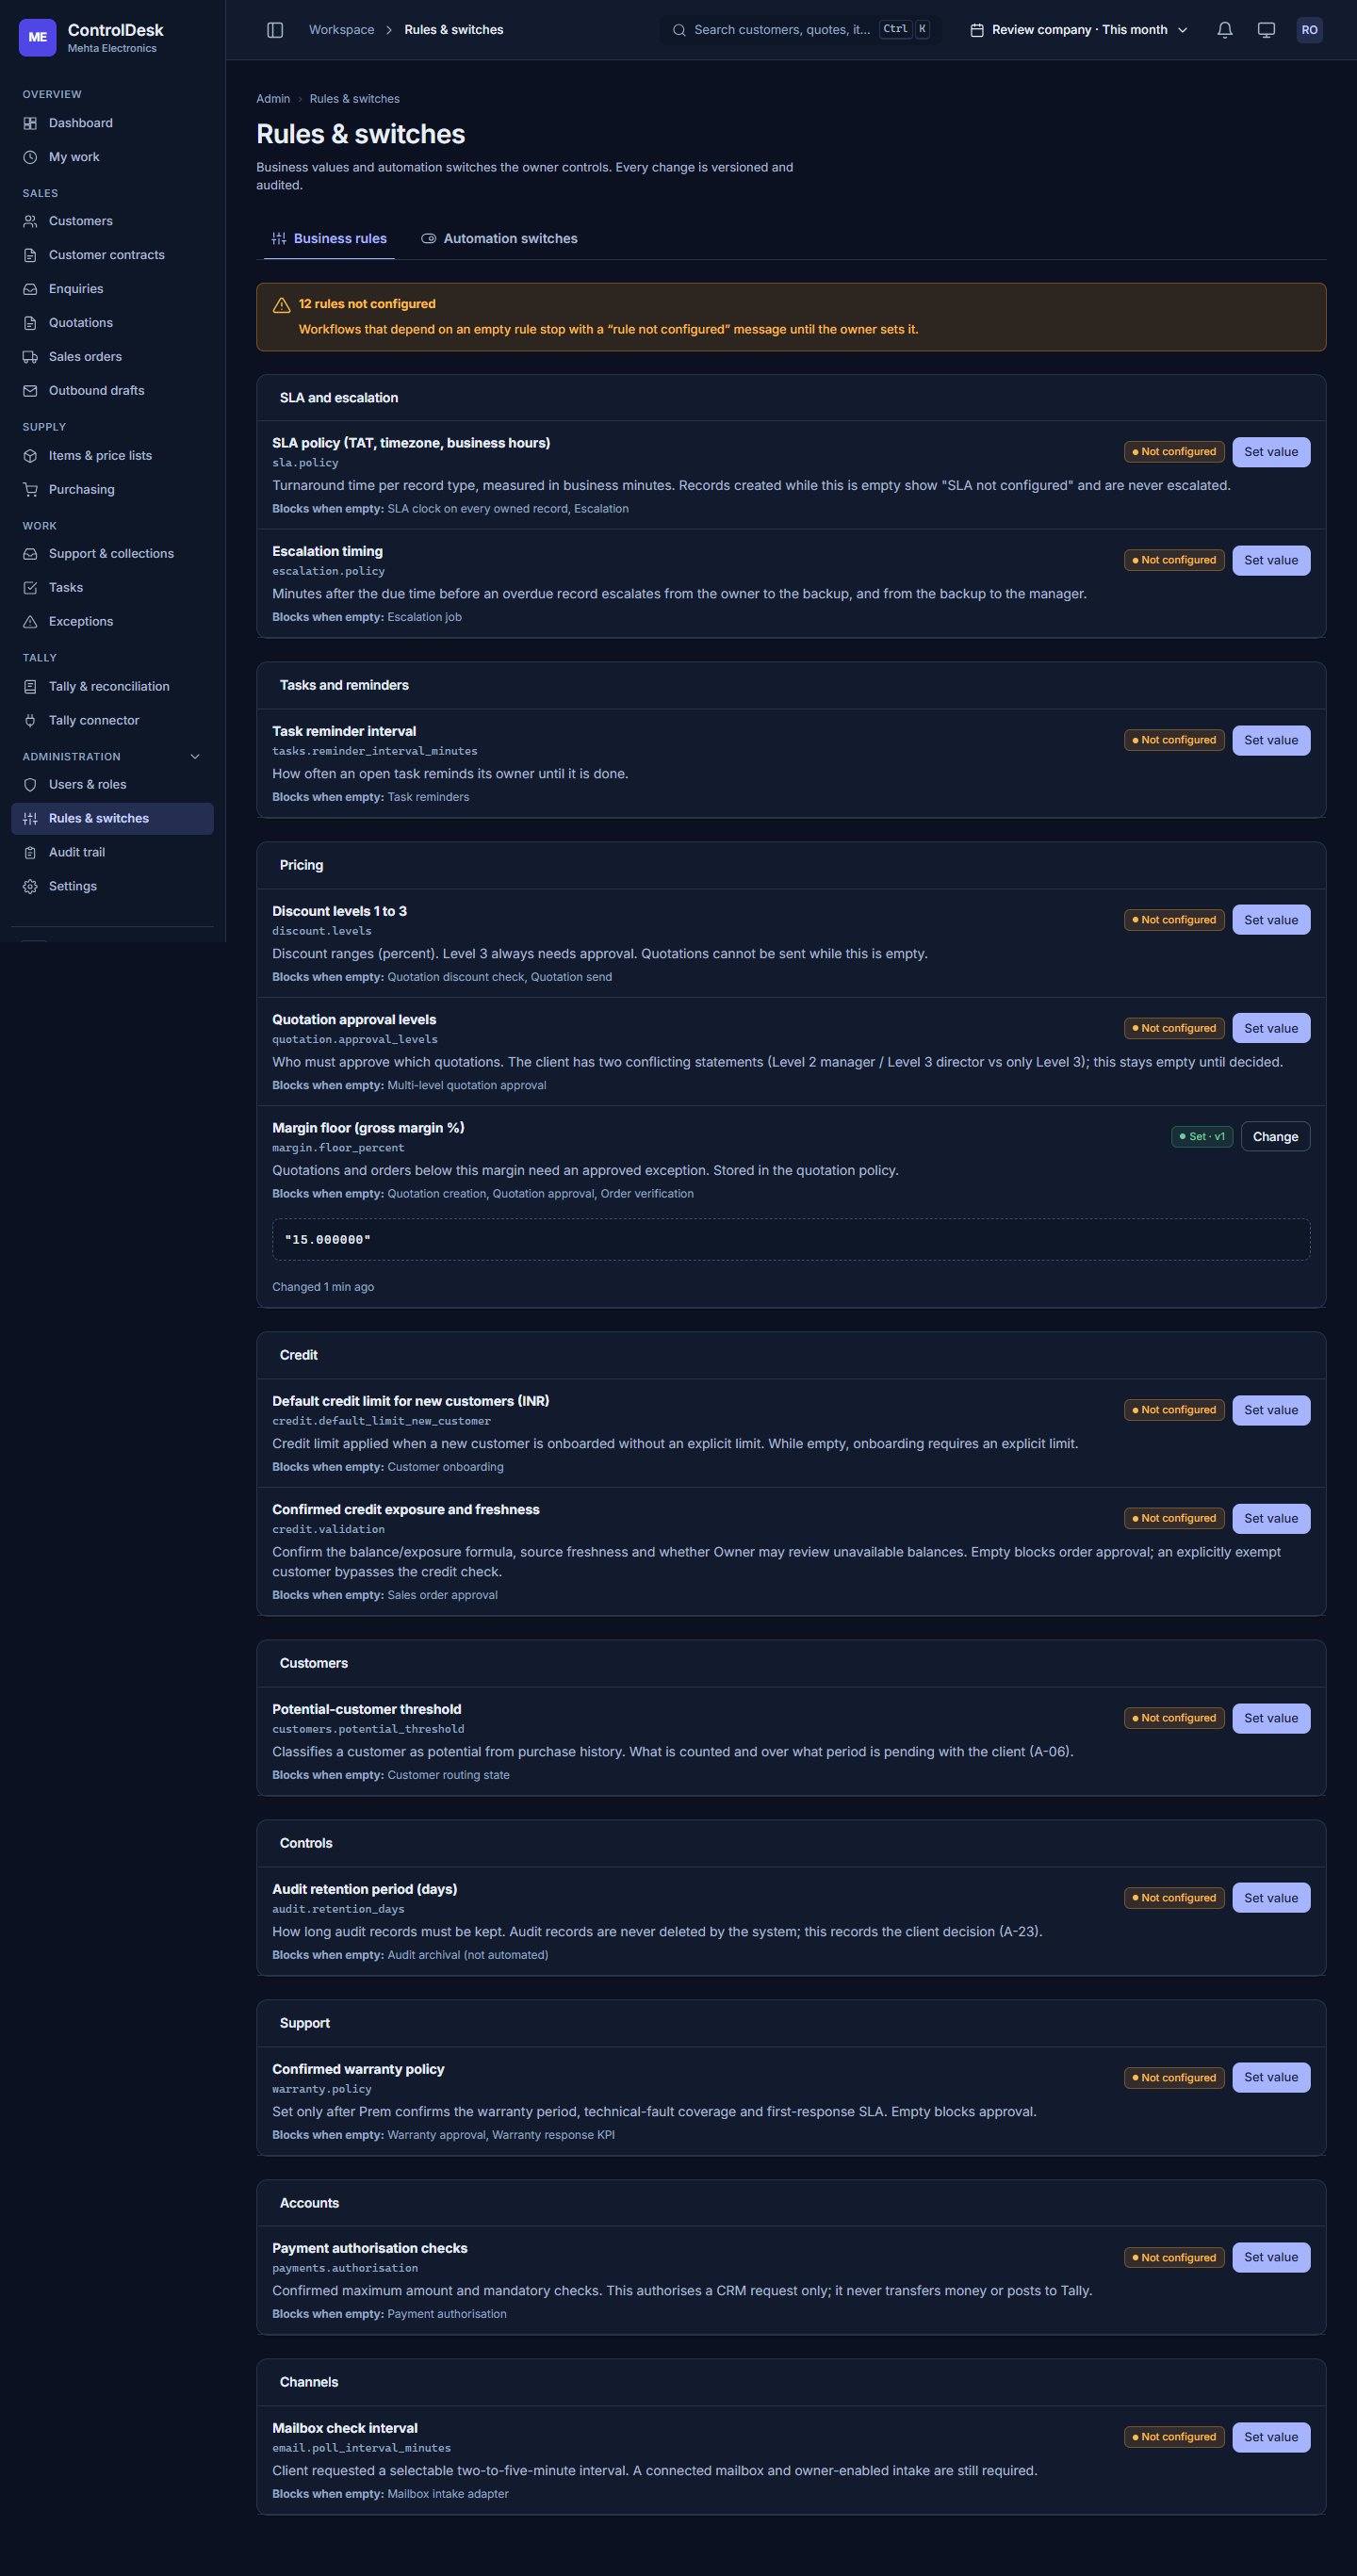 ME
ControlDesk
Mehta Electronics
OVERVIEW
Dashboard
My work
SALES
Customers
Customer contracts
Enquiries
Quotations
Sales orders
Outbound drafts
SUPPLY
Items & price lists
Purchasing
WORK
Support & collections
Tasks
Exceptions
TALLY
Tally & reconciliation
Tally connector
ADMINISTRATION
Users & roles
Rules & switches
Audit trail
Settings
Workspace > Rules & switches
Search customers, quotes, it... Ctrl K
Review company · This month
RO
Admin › Rules & switches
Rules & switches
Business values and automation switches the owner controls. Every change is versioned and
audited.
Business rules
Automation switches
12 rules not configured
Workflows that depend on an empty rule stop with a “rule not configured” message until the owner sets it.
SLA and escalation
SLA policy (TAT, timezone, business hours)
Not configured
Set value
sla.policy
Turnaround time per record type, measured in business minutes. Records created while this is empty show "SLA not configured" and are never escalated.
Blocks when empty: SLA clock on every owned record, Escalation
Escalation timing
Not configured
Set value
escalation.policy
Minutes after the due time before an overdue record escalates from the owner to the backup, and from the backup to the manager.
Blocks when empty: Escalation job
Tasks and reminders
Task reminder interval
Not configured
Set value
tasks.reminder_interval_minutes
How often an open task reminds its owner until it is done.
Blocks when empty: Task reminders
Pricing
Discount levels 1 to 3
Not configured
Set value
discount.levels
Discount ranges (percent). Level 3 always needs approval. Quotations cannot be sent while this is empty.
Blocks when empty: Quotation discount check, Quotation send
Quotation approval levels
Not configured
Set value
quotation.approval_levels
Who must approve which quotations. The client has two conflicting statements (Level 2 manager / Level 3 director vs only Level 3); this stays empty until decided.
Blocks when empty: Multi-level quotation approval
Margin floor (gross margin %)
Set · v1
Change
margin.floor_percent
Quotations and orders below this margin need an approved exception. Stored in the quotation policy.
Blocks when empty: Quotation creation, Quotation approval, Order verification
"15.000000"
Changed 1 min ago
Credit
Default credit limit for new customers (INR)
Not configured
Set value
credit.default_limit_new_customer
Credit limit applied when a new customer is onboarded without an explicit limit. While empty, onboarding requires an explicit limit.
Blocks when empty: Customer onboarding
Confirmed credit exposure and freshness
Not configured
Set value
credit.validation
Confirm the balance/exposure formula, source freshness and whether Owner may review unavailable balances. Empty blocks order approval; an explicitly exempt
customer bypasses the credit check.
Blocks when empty: Sales order approval
Customers
Potential-customer threshold
Not configured
Set value
customers.potential_threshold
Classifies a customer as potential from purchase history. What is counted and over what period is pending with the client (A-06).
Blocks when empty: Customer routing state
Controls
Audit retention period (days)
Not configured
Set value
audit.retention_days
How long audit records must be kept. Audit records are never deleted by the system; this records the client decision (A-23).
Blocks when empty: Audit archival (not automated)
Support
Confirmed warranty policy
Not configured
Set value
warranty.policy
Set only after Prem confirms the warranty period, technical-fault coverage and first-response SLA. Empty blocks approval.
Blocks when empty: Warranty approval, Warranty response KPI
Accounts
Payment authorisation checks
Not configured
Set value
payments.authorisation
Confirmed maximum amount and mandatory checks. This authorises a CRM request only; it never transfers money or posts to Tally.
Blocks when empty: Payment authorisation
Channels
Mailbox check interval
Not configured
Set value
email.poll_interval_minutes
Client requested a selectable two-to-five-minute interval. A connected mailbox and owner-enabled intake are still required.
Blocks when empty: Mailbox intake adapter